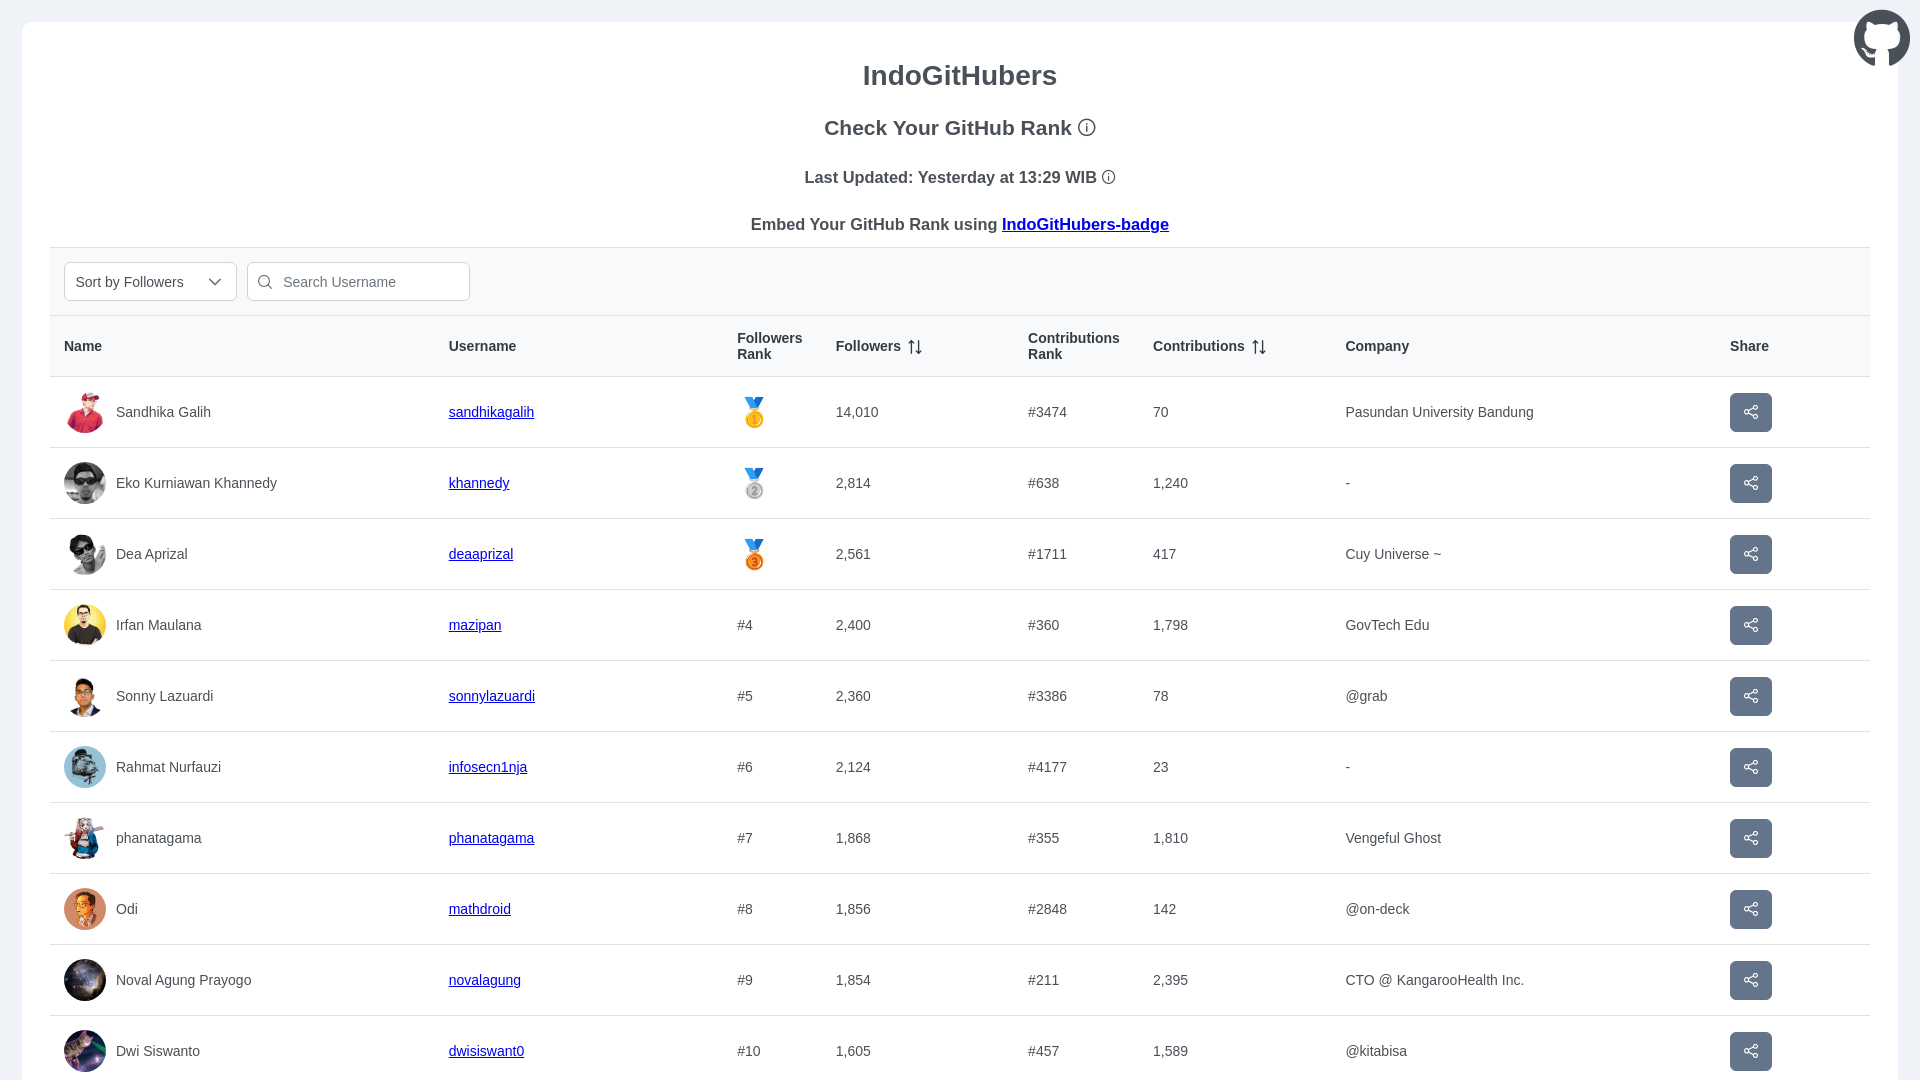 IndoGitHubers
Check Your GitHub Rank
Last Updated: Yesterday at 13:29 WIB
Embed Your GitHub Rank using IndoGitHubers-badge
Sort by Followers Search Username
Name Username Followers Rank Followers Contributions Rank Contributions Company Share
Sandhika Galih sandhikagalih 1 14,010 #3474 70 Pasundan University Bandung
Eko Kurniawan Khannedy khannedy 2 2,814 #638 1,240 -
Dea Aprizal deaaprizal 3 2,561 #1711 417 Cuy Universe ~
Irfan Maulana mazipan #4 2,400 #360 1,798 GovTech Edu
Sonny Lazuardi sonnylazuardi #5 2,360 #3386 78 @grab
Rahmat Nurfauzi infosecn1nja #6 2,124 #4177 23 -
phanatagama phanatagama #7 1,868 #355 1,810 Vengeful Ghost
Odi mathdroid #8 1,856 #2848 142 @on-deck
Noval Agung Prayogo novalagung #9 1,854 #211 2,395 CTO @ KangarooHealth Inc.
Dwi Siswanto dwisiswant0 #10 1,605 #457 1,589 @kitabisa